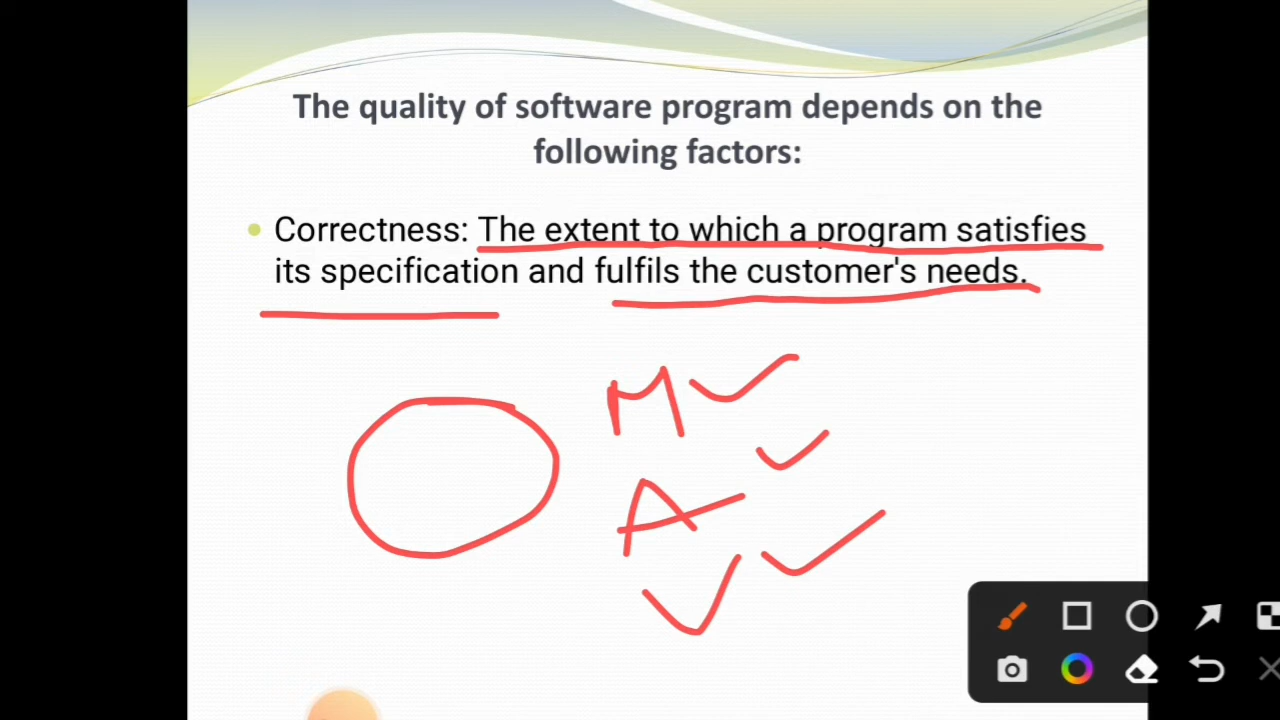 The quality of software program depends on the
following factors:
Correctness: The extent to which a program satisfies
its specification and fulfils the customer's needs.
M
A